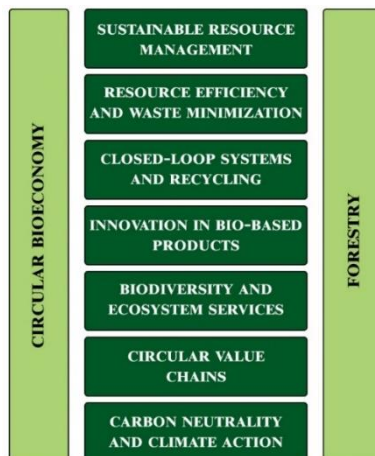 CIRCULAR BIOECONOMY
SUSTAINABLE RESOURCE
MANAGEMENT
RESOURCE EFFICIENCY
AND WASTE MINIMIZATION
CLOSED-LOOP SYSTEMS
AND RECYCLING
INNOVATION IN BIO-BASED
PRODUCTS
BIODIVERSITY AND
ECOSYSTEM SERVICES
CIRCULAR VALUE
CHAINS
CARBON NEUTRALITY
AND CLIMATE ACTION
FORESTRY